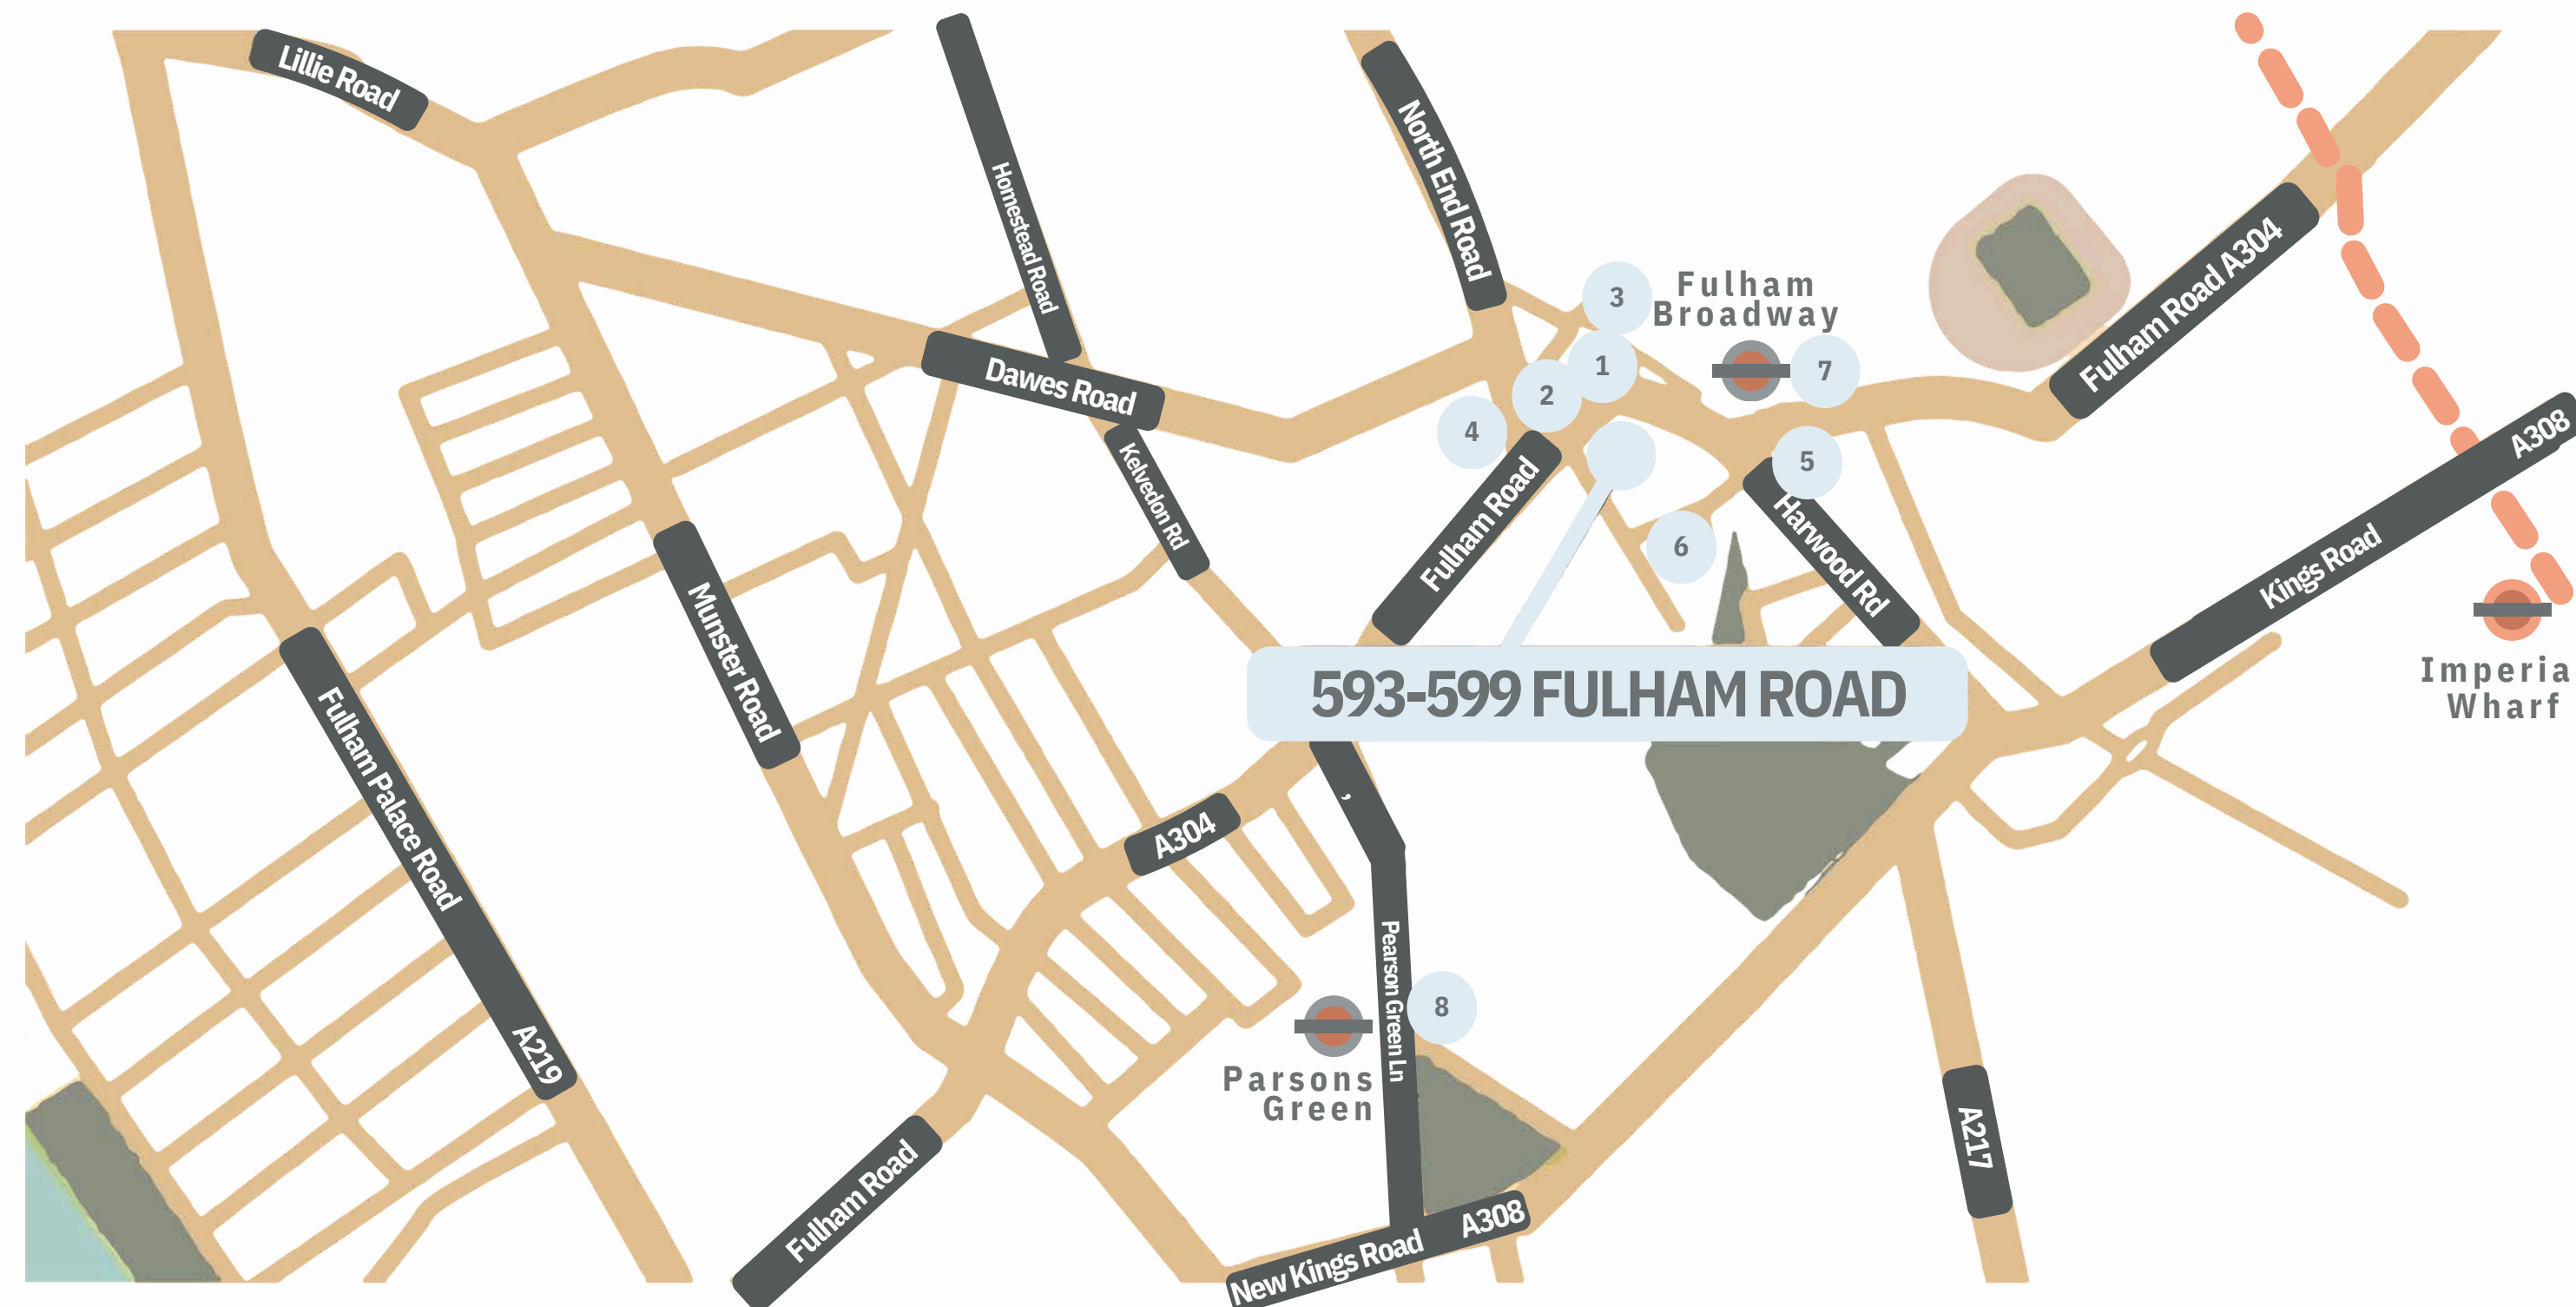 Lillie Road
Homestead Road
North End Road
Fulham
Broadway
3
1
2
7
4
5
6
Fulham Road A304
Dawes Road
Kelvedon Rd
Fulham Road
Harwood Rd
Kings Road
A308
Imperia
Wharf
Munster Road
593-599 FULHAM ROAD
Fulham Palace Road
A219
A304
,
Pearson Green Ln
8
Parsons
Green
A217
Fulham Road
New Kings Road
A308